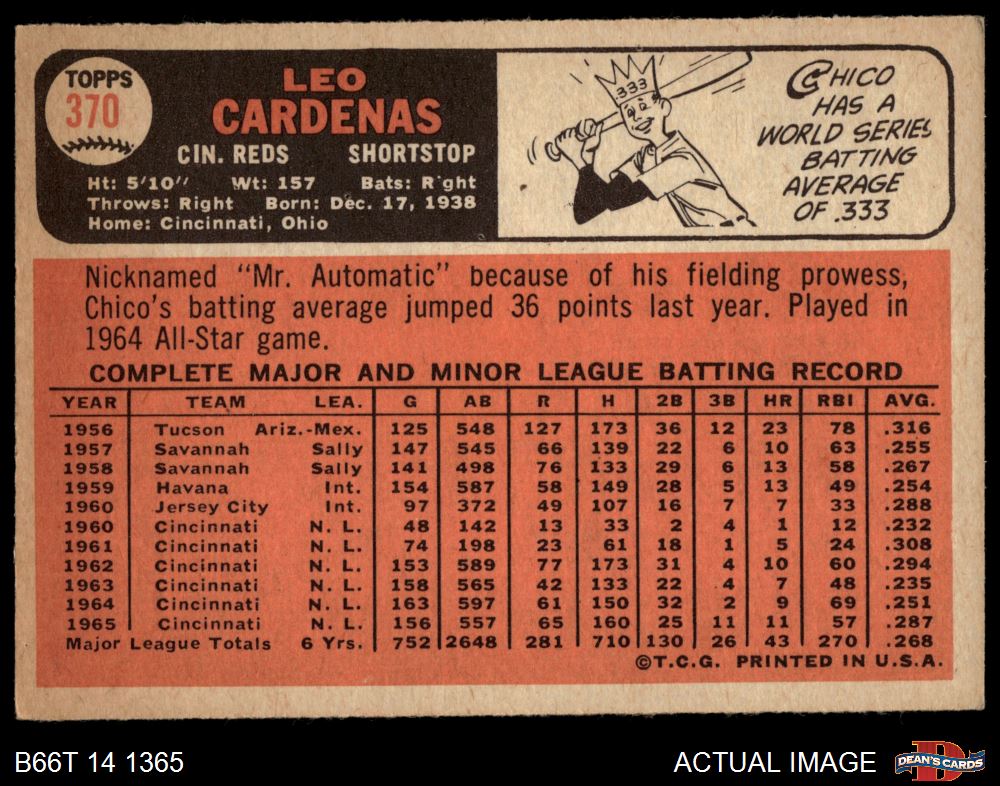 TOPPS
370
LEO
CARDENAS
CIN. REDS SHORTSTOP
Ht: 5'10" Wt: 157 Bats: R ght
Throws: Right Born: Dec. 17, 1938
Home: Cincinnati, Ohio
.333
CHICO
HAS A
WORLD SERIES
BATTING
AVERAGE
OF .333
Nicknamed "Mr. Automatic" because of his fielding prowess,
Chico's batting average jumped 36 points last year. Played in
1964 All-Star game.
COMPLETE MAJOR AND MINOR LEAGUE BATTING RECORD
YEAR TEAM LEA. G AB R H 2B 3B HR RBI AVG.
1956 Tucson Ariz.-Mex. 125 548 127 173 36 12 23 78 .316
1957 Savannah Sally 147 545 66 139 22 6 10 63 .255
1958 Savannah Sally 141 498 76 133 29 6 13 58 .267
1959 Havana Int. 154 587 58 149 28 5 13 49 .254
1960 Jersey City Int. 97 372 49 107 16 7 7 33 .288
1960 Cincinnati N. L. 48 142 13 33 2 4 1 12 .232
1961 Cincinnati N. L. 74 198 23 61 18 1 5 24 .308
1962 Cincinnati N. L. 153 589 77 173 31 4 10 60 .294
1963 Cincinnati N. L. 158 565 42 133 22 4 7 48 .235
1964 Cincinnati N. L. 163 597 61 150 32 2 9 69 .251
1965 Cincinnati N. L. 156 557 65 160 25 11 11 57 .287
Major League Totals 6 Yrs. 752 2648 281 710 130 26 43 270 .268
©T.C.G. PRINTED IN U.S.A.
B66T 14 1365 ACTUAL IMAGE
D
DEAN'S CARDS